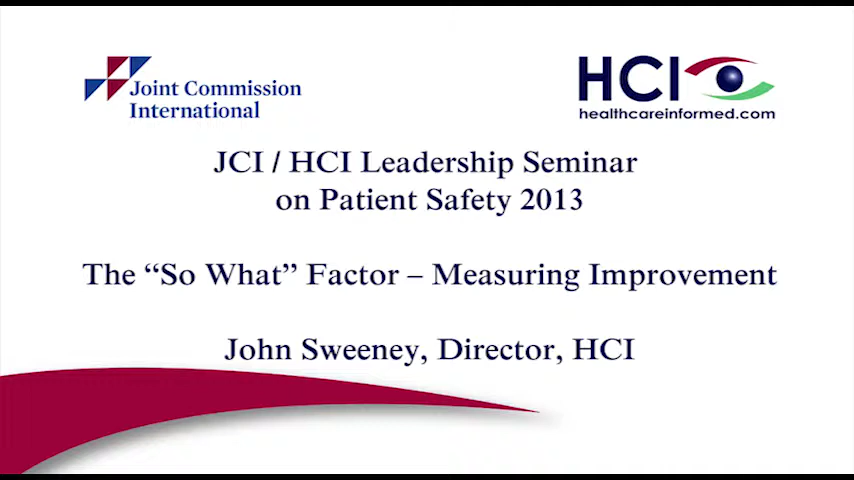 Joint Commission
International
HCI
healthcareinformed.com
JCI / HCI Leadership Seminar
on Patient Safety 2013
The “So What” Factor – Measuring Improvement
John Sweeney, Director, HCI